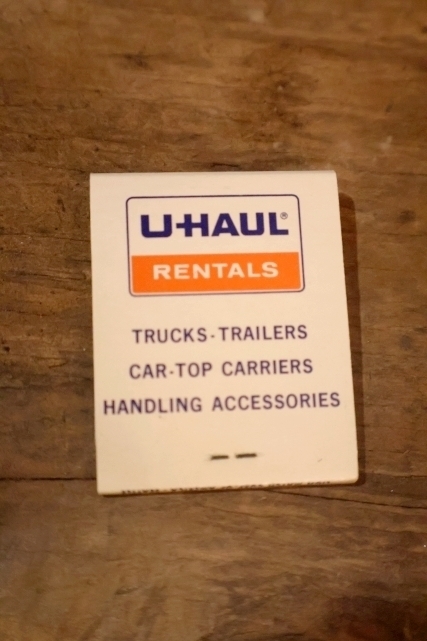 U-HAUL®
RENTALS
TRUCKS-TRAILERS
CAR-TOP CARRIERS
HANDLING ACCESSORIES